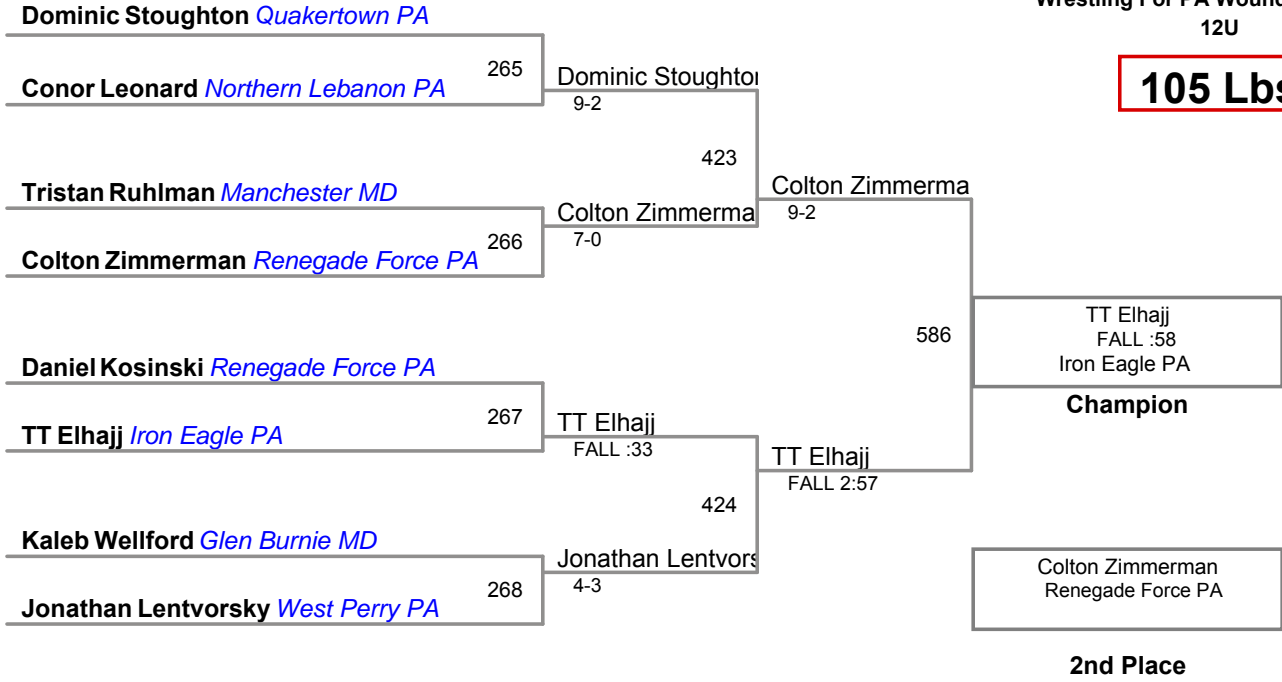 Dominic Stoughton Quakertown PA
Wrestling For PA Wound
12U
265
Conor Leonard Northern Lebanon PA
Dominic Stoughton
9-2
105 Lbs
423
Tristan Ruhlman Manchester MD
Colton Zimmerma
9-2
Colton Zimmerma
7-0
266
Colton Zimmerman Renegade Force PA
586
TT Elhajj
FALL :58
Iron Eagle PA
Champion
Daniel Kosinski Renegade Force PA
267
TT Elhajj Iron Eagle PA
TT Elhajj
FALL :33
TT Elhajj
FALL 2:57
424
Kaleb Wellford Glen Burnie MD
Jonathan Lentvors
4-3
268
Jonathan Lentvorsky West Perry PA
Colton Zimmerman
Renegade Force PA
2nd Place